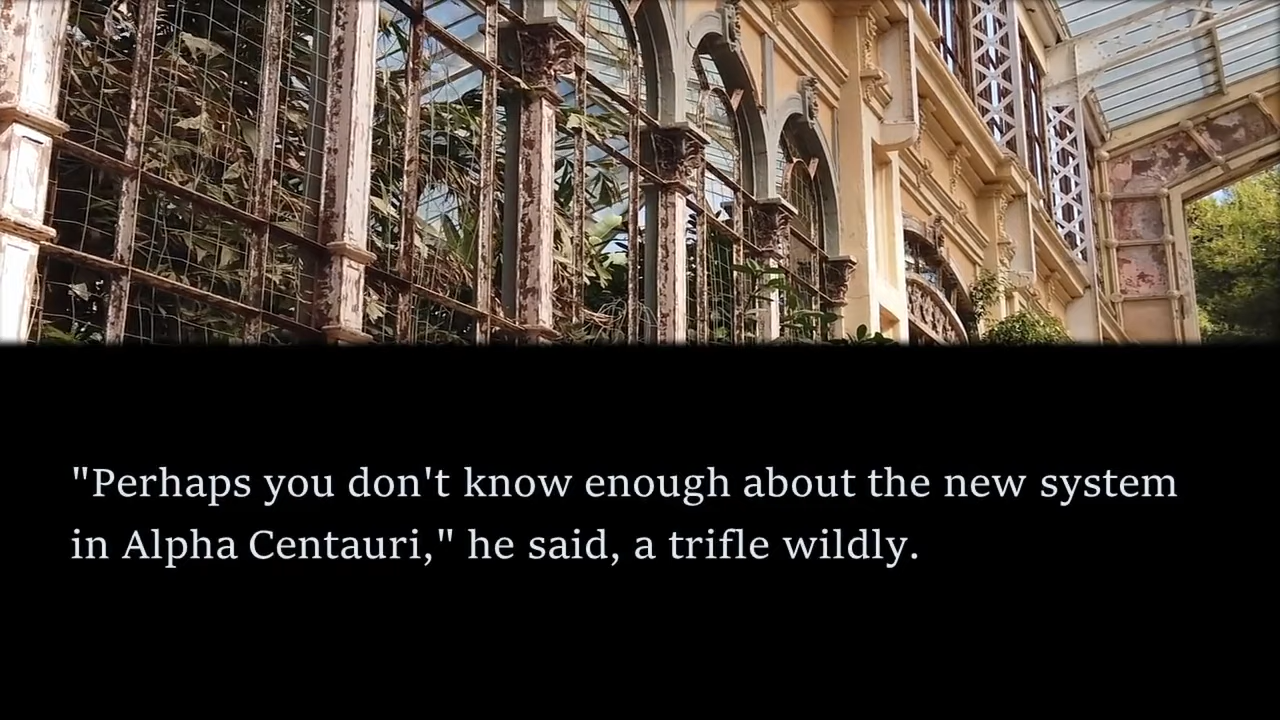 "Perhaps you don't know enough about the new system
in Alpha Centauri," he said, a trifle wildly.